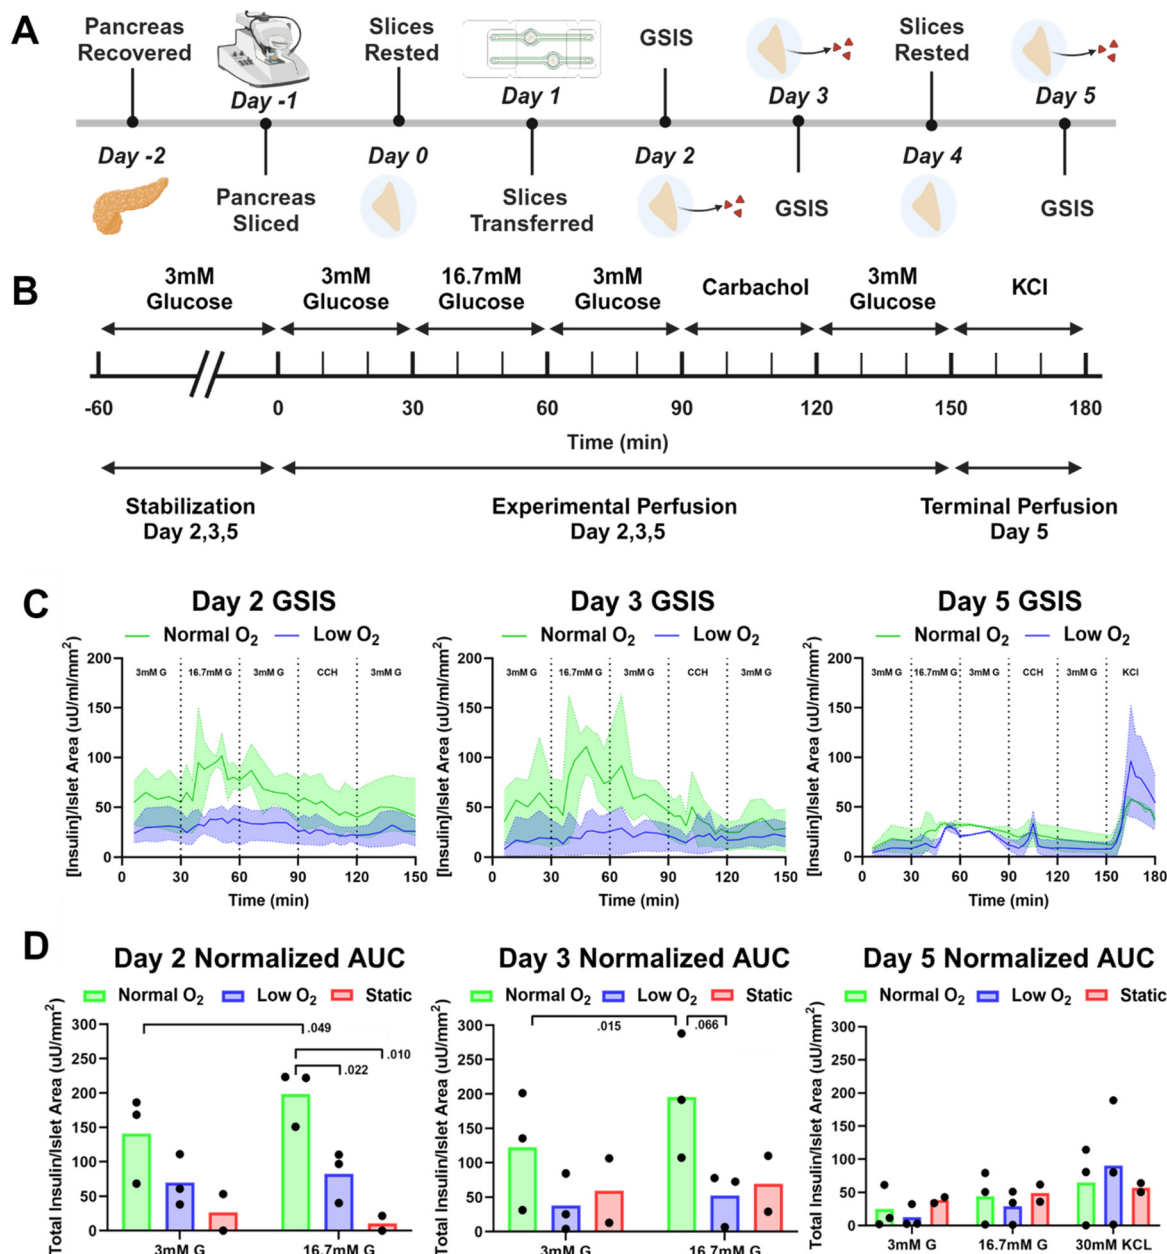 A
Pancreas
Recovered
Slices
Rested
GSIS
Slices
Rested
Day -1
Day 1
Day 3
Day 5
Day -2
Day 0
Day 2
Day 4
Pancreas
Sliced
Slices
Transferred
GSIS
GSIS
B
3mM
Glucose
3mM
Glucose
16.7mM
Glucose
3mM
Glucose
Carbachol
3mM
Glucose
KCl
-60 0 30 60 90 120 150 180
Time (min)
Stabilization
Day 2,3,5
Experimental Perfusion
Day 2,3,5
Terminal Perfusion
Day 5
C
Day 2 GSIS
Normal O2 Low O2
[Insulin]/Islet Area (uU/ml/mm²)
200
150
100
50
0
3mM G 16.7mM G 3mM G CCH 3mM G
0 30 60 90 120 150
Time (min)
Day 3 GSIS
Normal O2 Low O2
[Insulin]/Islet Area (uU/ml/mm²)
200
150
100
50
0
3mM G 16.7mM G 3mM G CCH 3mM G
0 30 60 90 120 150
Time (min)
Day 5 GSIS
Normal O2 Low O2
[Insulin]/Islet Area (uU/ml/mm²)
200
150
100
50
0
3mM G 16.7mM G 3mM G CCH 3mM G KCl
0 30 60 90 120 150 180
Time (min)
D
Day 2 Normalized AUC
Normal O2 Low O2 Static
Total Insulin/Islet Area (uU/mm²)
300
250
200
150
100
50
0
.049
.010
.022
3mM G 16.7mM G
Day 3 Normalized AUC
Normal O2 Low O2 Static
Total Insulin/Islet Area (uU/mm²)
300
250
200
150
100
50
0
.015
.066
3mM G 16.7mM G
Day 5 Normalized AUC
Normal O2 Low O2 Static
Total Insulin/Islet Area (uU/mm²)
300
250
200
150
100
50
0
3mM G 16.7mM G 30mM KCL